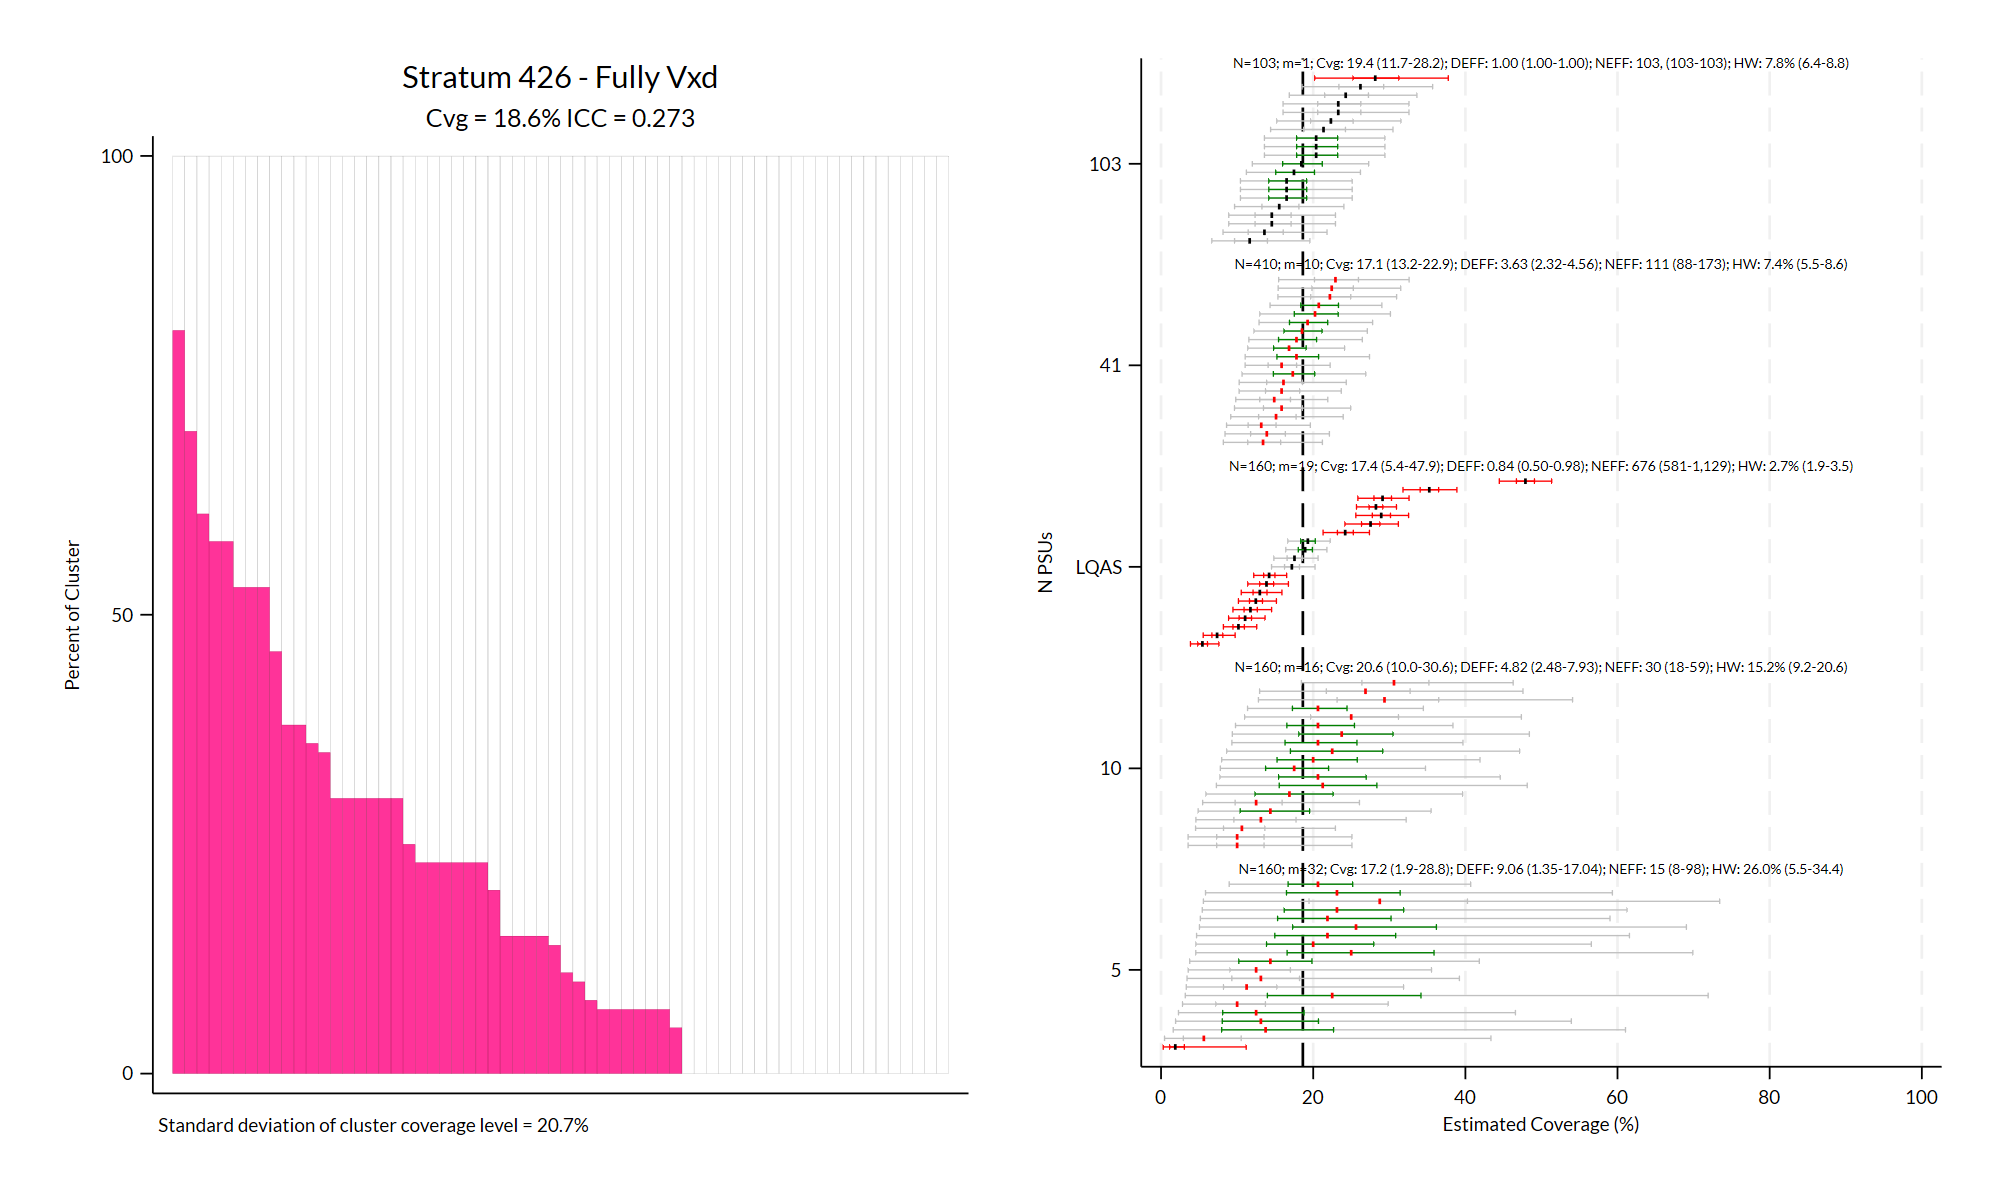 Stratum 426 - Fully Vxd
Cvg = 18.6% ICC = 0.273
100
50
0
Percent of Cluster
Standard deviation of cluster coverage level = 20.7%
N PSUs
103
41
LQAS
10
5
N=103; m=1; Cvg: 19.4 (11.7-28.2); DEFF: 1.00 (1.00-1.00); NEFF: 103, (103-103); HW: 7.8% (6.4-8.8)
N=410; m=10; Cvg: 17.1 (13.2-22.9); DEFF: 3.63 (2.32-4.56); NEFF: 111 (88-173); HW: 7.4% (5.5-8.6)
N=160; m=19; Cvg: 17.4 (5.4-47.9); DEFF: 0.84 (0.50-0.98); NEFF: 676 (581-1,129); HW: 2.7% (1.9-3.5)
N=160; m=16; Cvg: 20.6 (10.0-30.6); DEFF: 4.82 (2.48-7.93); NEFF: 30 (18-59); HW: 15.2% (9.2-20.6)
N=160; m=32; Cvg: 17.2 (1.9-28.8); DEFF: 9.06 (1.35-17.04); NEFF: 15 (8-98); HW: 26.0% (5.5-34.4)
0 20 40 60 80 100
Estimated Coverage (%)